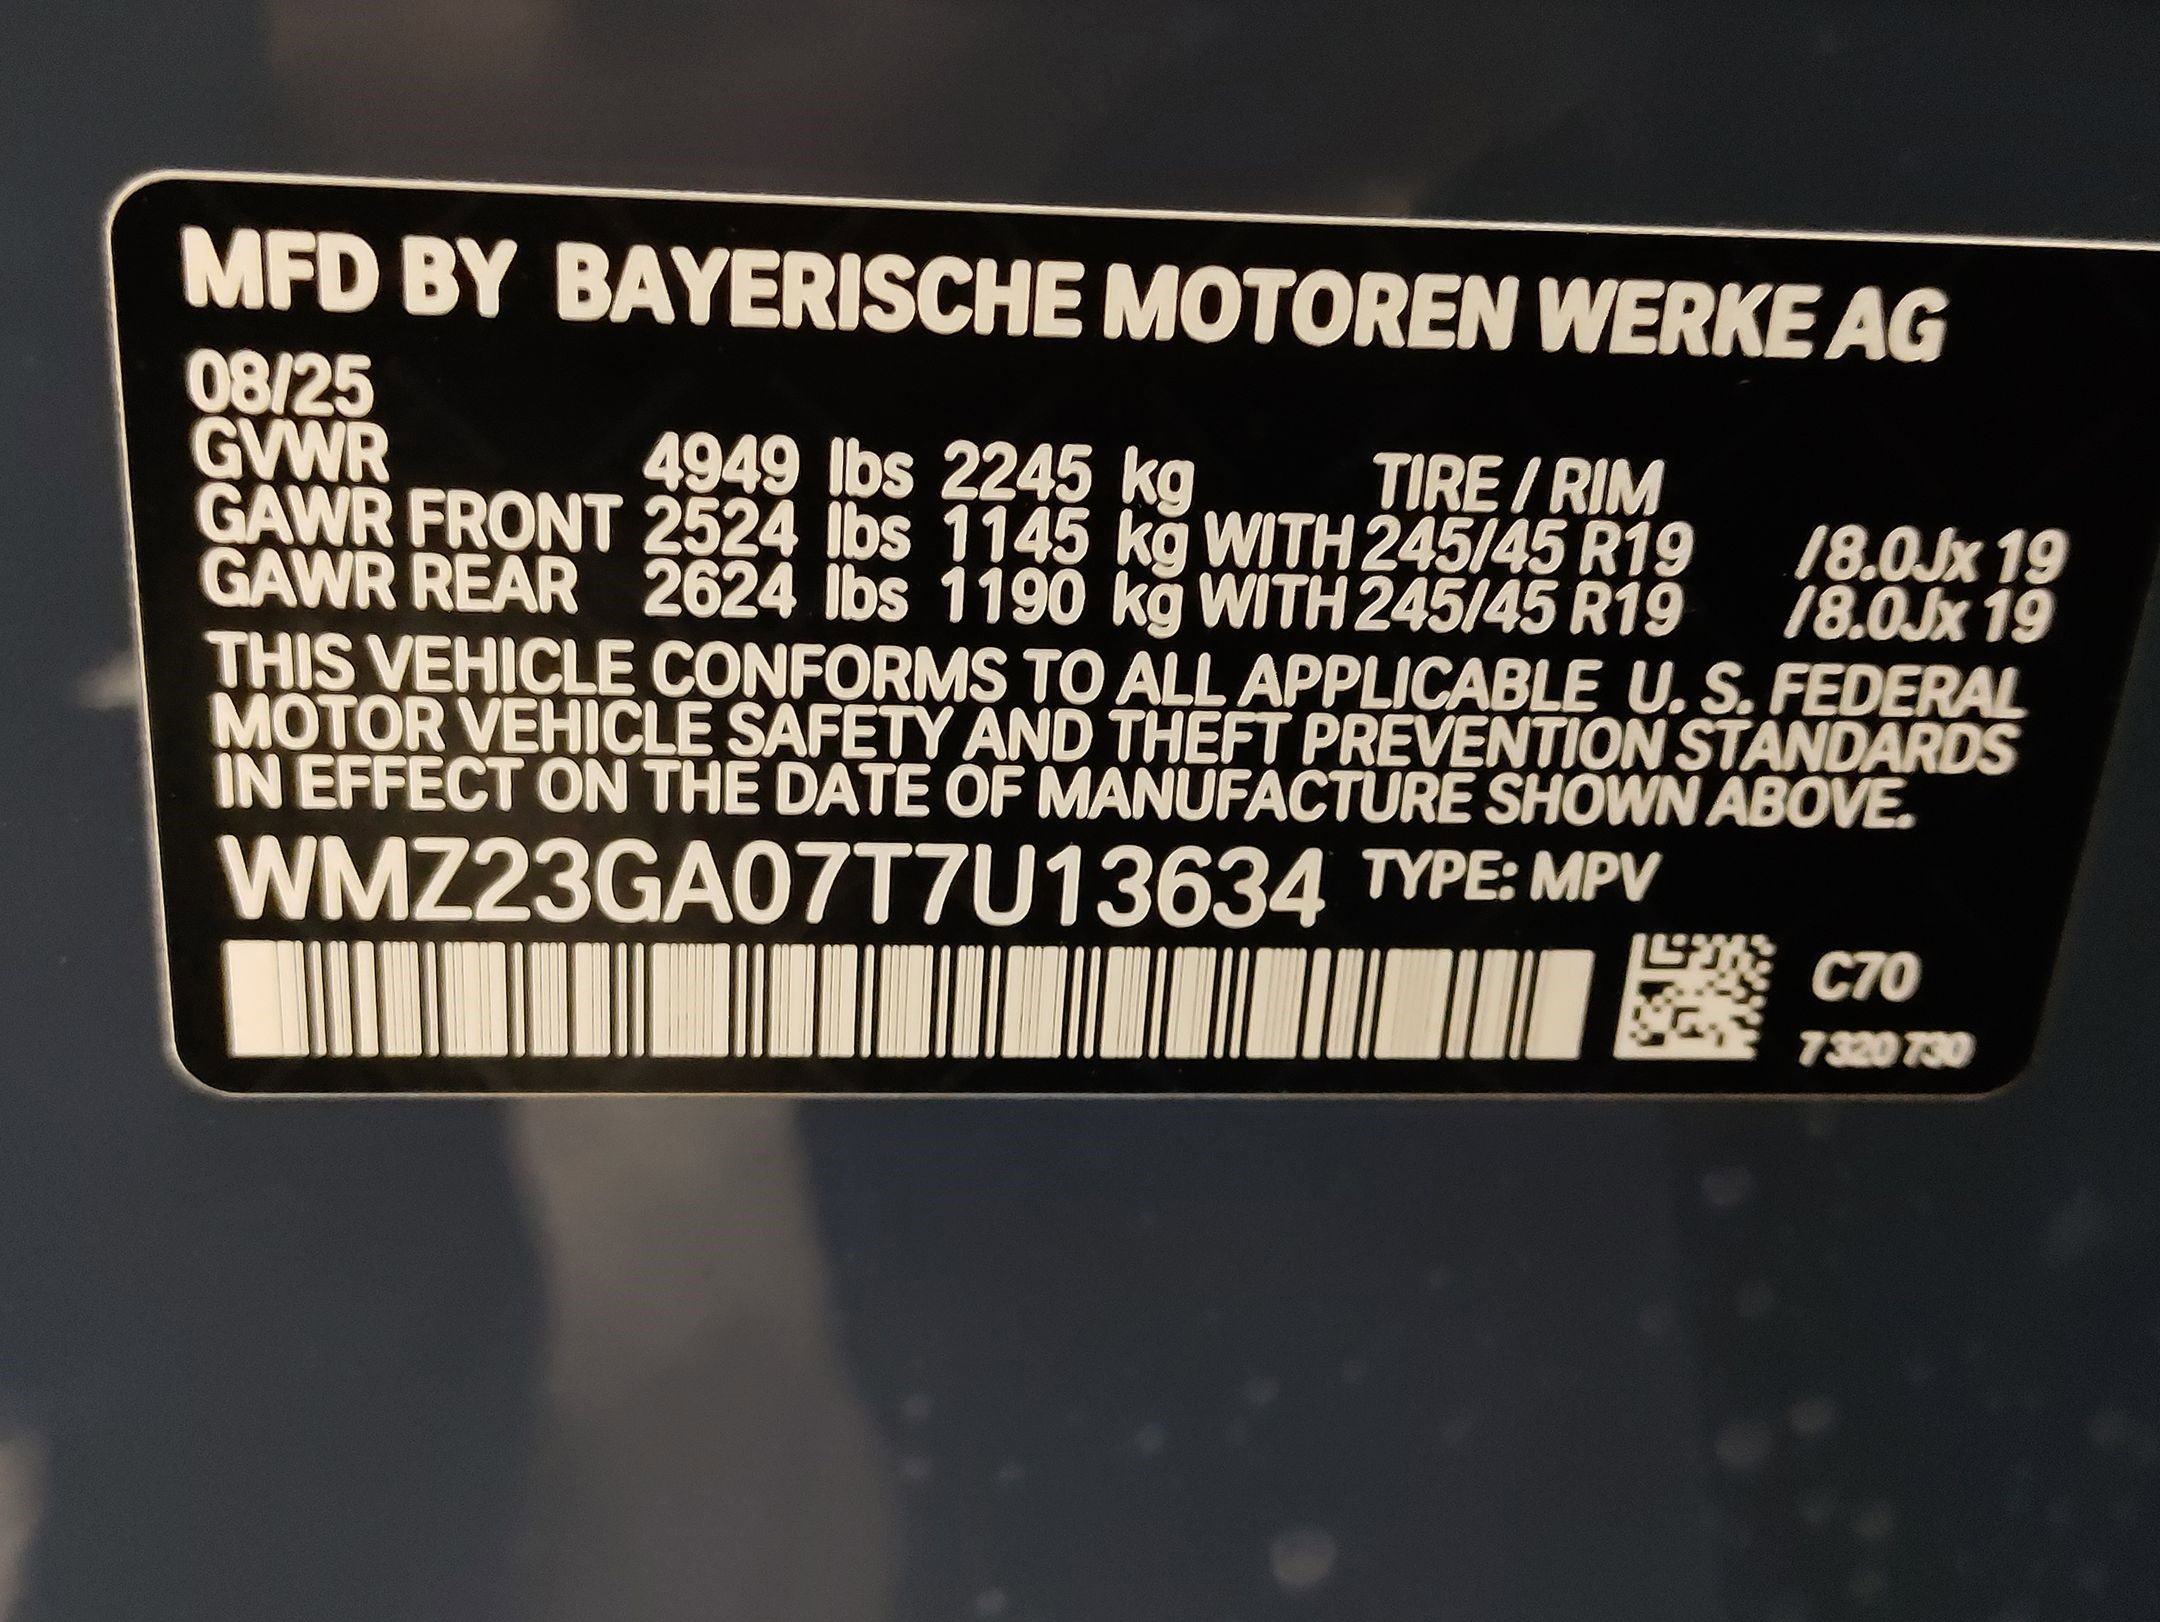 MFD BY BAYERISCHE MOTOREN WERKE AG
08/25
GVWR 4949 lbs 2245 kg TIRE / RIM
GAWR FRONT 2524 lbs 1145 kg WITH 245/45 R19 /8.0Jx 19
GAWR REAR 2624 lbs 1190 kg WITH 245/45 R19 /8.0Jx 19
THIS VEHICLE CONFORMS TO ALL APPLICABLE U. S. FEDERAL
MOTOR VEHICLE SAFETY AND THEFT PREVENTION STANDARDS
IN EFFECT ON THE DATE OF MANUFACTURE SHOWN ABOVE.
WMZ23GA07T7U13634 TYPE: MPV
C70
7 320 730